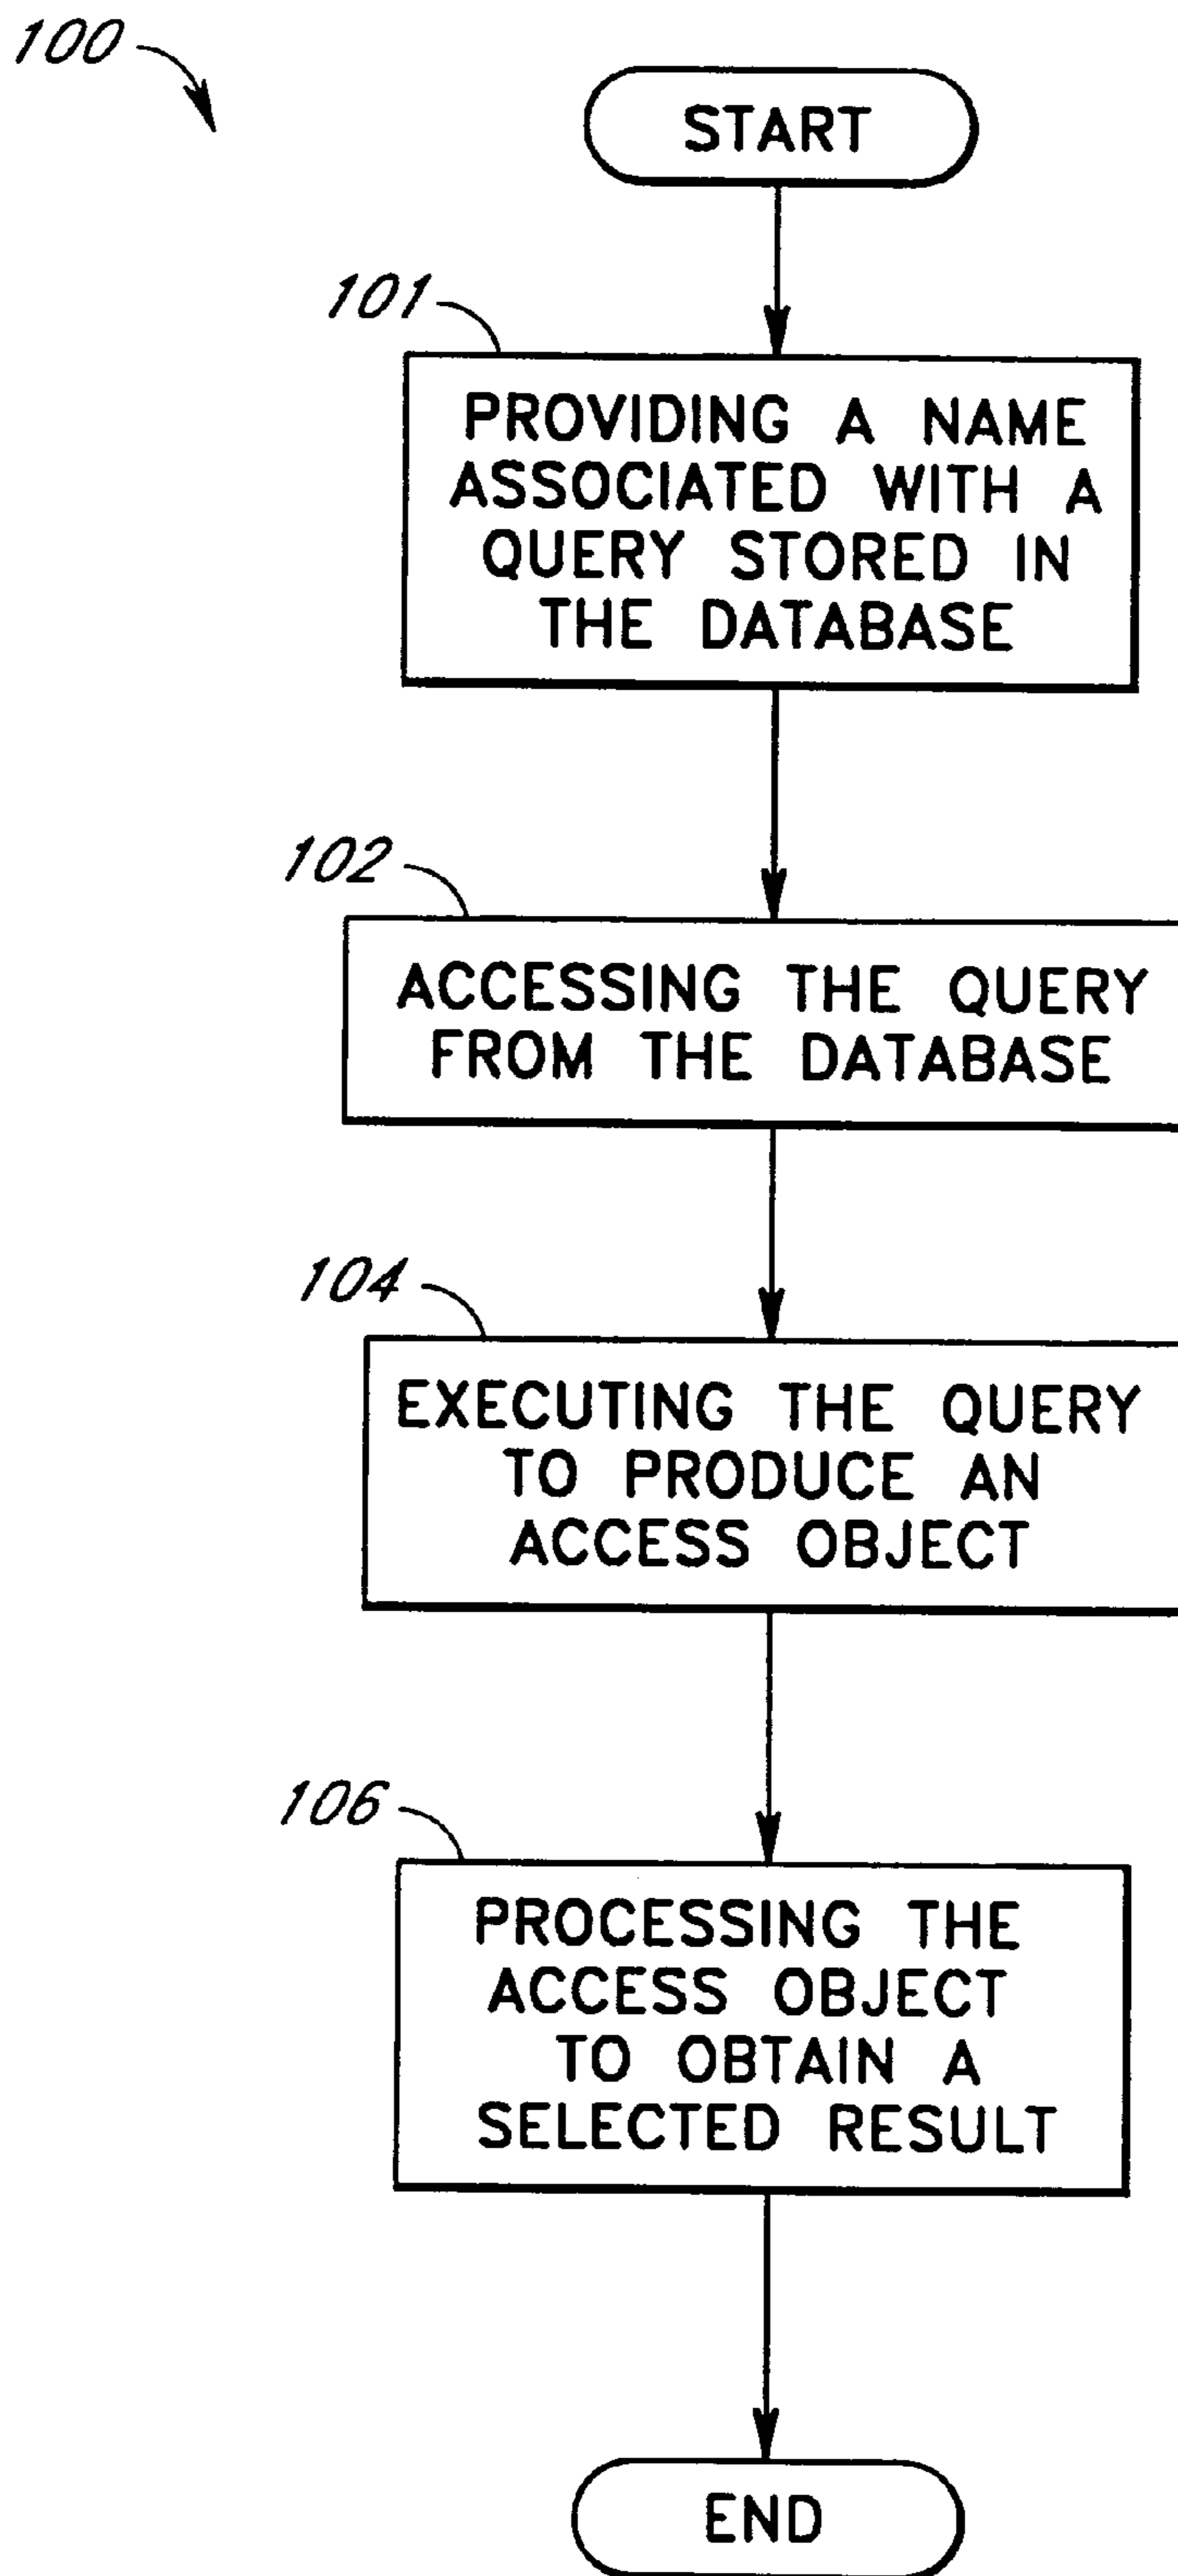 100
START
101
PROVIDING A NAME
ASSOCIATED WITH A
QUERY STORED IN
THE DATABASE
102
ACCESSING THE QUERY
FROM THE DATABASE
104
EXECUTING THE QUERY
TO PRODUCE AN
ACCESS OBJECT
106
PROCESSING THE
ACCESS OBJECT
TO OBTAIN A
SELECTED RESULT
END